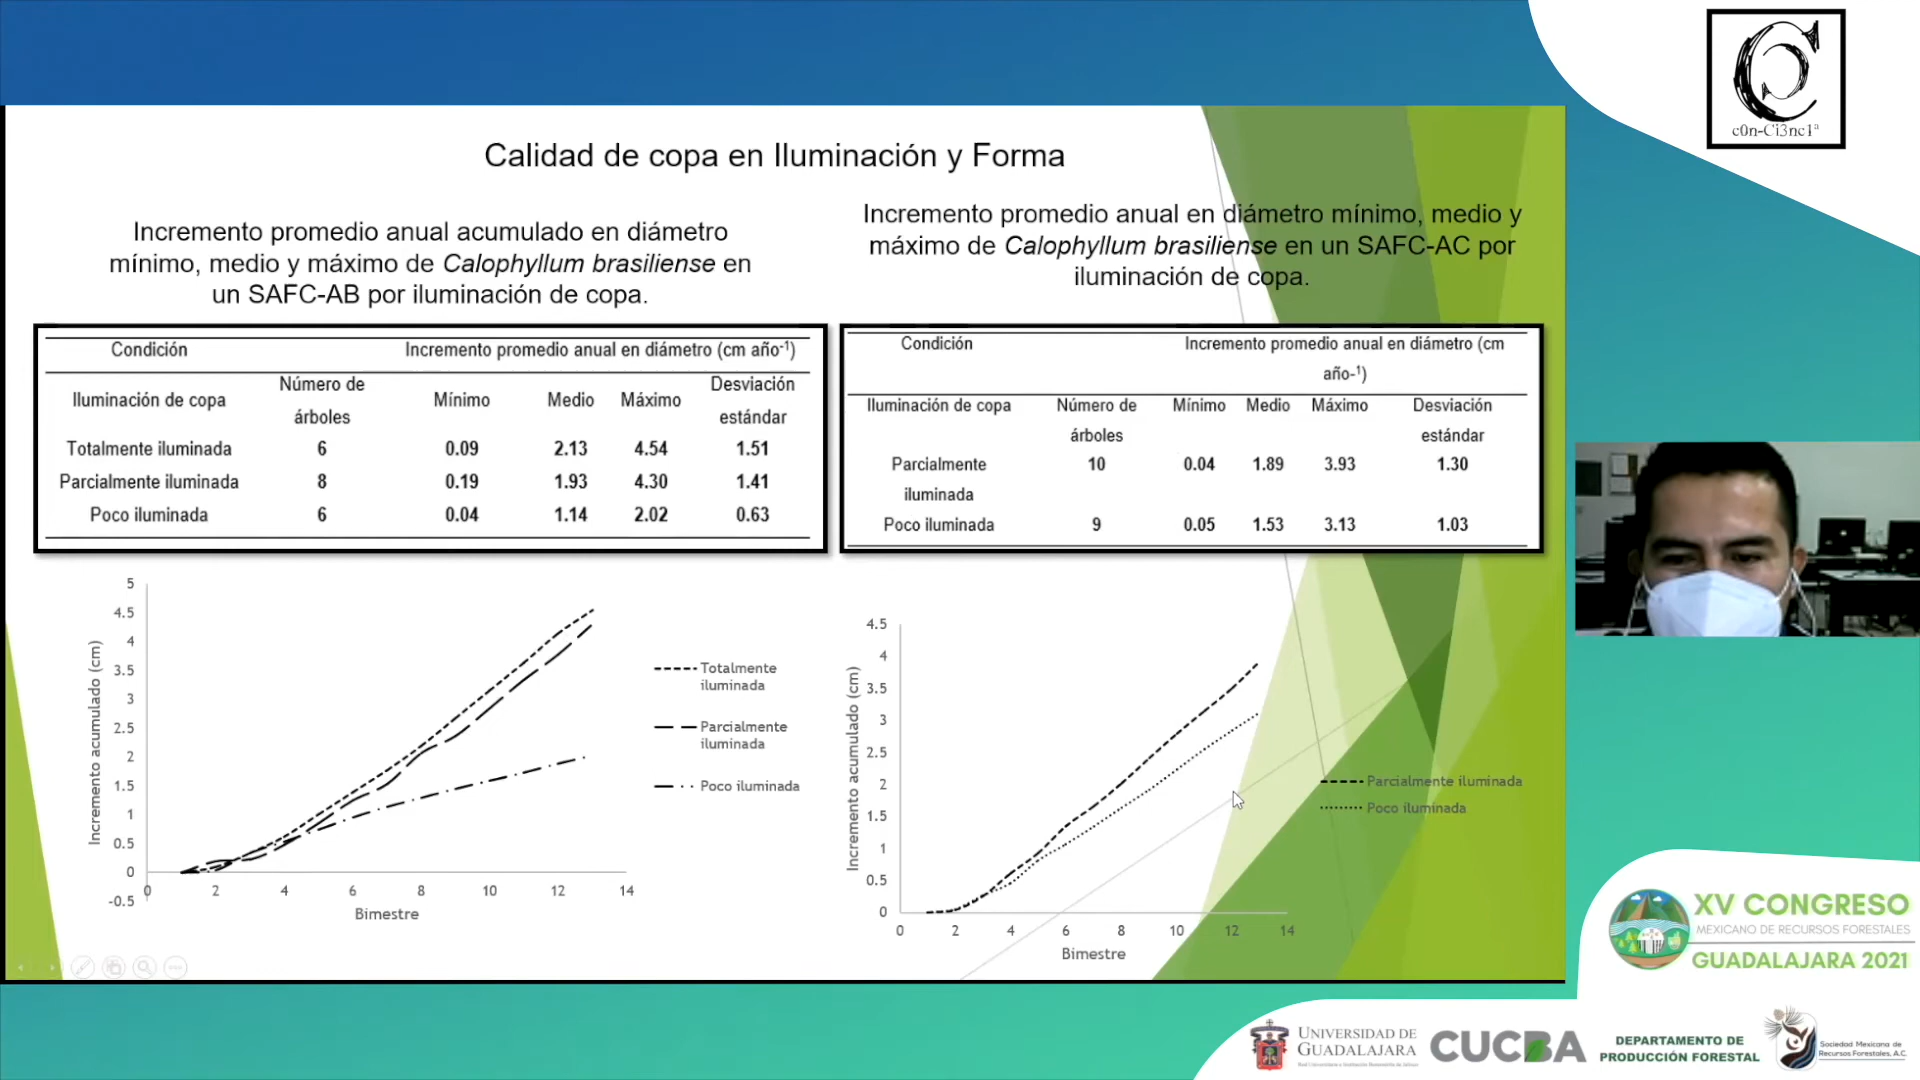 c0n-Ci3nc1ª
Calidad de copa en Iluminación y Forma
Incremento promedio anual acumulado en diámetro
mínimo, medio y máximo de Calophyllum brasiliense en
un SAFC-AB por iluminación de copa.
Condición Incremento promedio anual en diámetro (cm año-1)
Iluminación de copa Número de árboles Mínimo Medio Máximo Desviación estándar
Totalmente iluminada 6 0.09 2.13 4.54 1.51
Parcialmente iluminada 8 0.19 1.93 4.30 1.41
Poco iluminada 6 0.04 1.14 2.02 0.63
Incremento promedio anual en diámetro mínimo, medio y
máximo de Calophyllum brasiliense en un SAFC-AC por
iluminación de copa.
Condición Incremento promedio anual en diámetro (cm
año-1)
Iluminación de copa Número de árboles Mínimo Medio Máximo Desviación estándar
Parcialmente iluminada 10 0.04 1.89 3.93 1.30
Poco iluminada 9 0.05 1.53 3.13 1.03
Incremento acumulado (cm)
5
4.5
4
3.5
3
2.5
2
1.5
1
0.5
0
-0.5
0 2 4 6 8 10 12 14
Bimestre
Totalmente
iluminada
Parcialmente
iluminada
Poco iluminada
Incremento acumulado (cm)
4.5
4
3.5
3
2.5
2
1.5
1
0.5
0
0 2 4 6 8 10 12 14
Bimestre
Parcialmente iluminada
Poco iluminada
XV CONGRESO
MEXICANO DE RECURSOS FORESTALES
GUADALAJARA 2021
UNIVERSIDAD DE
GUADALAJARA
CUCBA
DEPARTAMENTO DE
PRODUCCIÓN FORESTAL
Sociedad Mexicana de
Recursos Forestales, A.C.